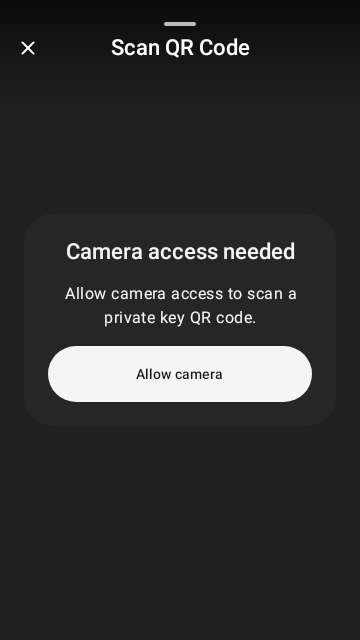 Scan QR Code
Camera access needed
Allow camera access to scan a
private key QR code.
Allow camera